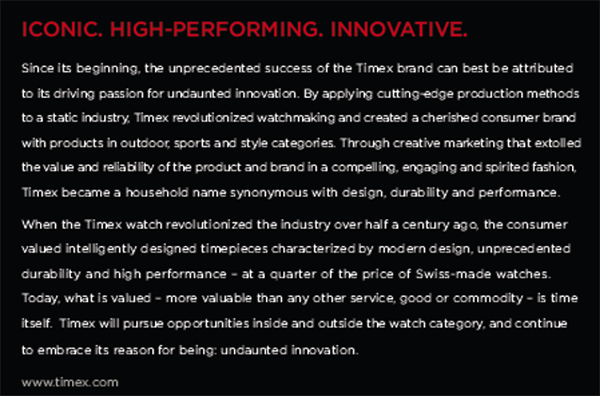 ICONIC. HIGH-PERFORMING. INNOVATIVE.
Since its beginning, the unprecedented success of the Timex brand can best be attributed
to its driving passion for undaunted innovation. By applying cutting-edge production methods
to a static industry, Timex revolutionized watchmaking and created a cherished consumer brand
with products in outdoor, sports and style categories. Through creative marketing that extolled
the value and reliability of the product and brand in a compelling, engaging and spirited fashion,
Timex became a household name synonymous with design, durability and performance.
When the Timex watch revolutionized the industry over half a century ago, the consumer
valued intelligently designed timepieces characterized by modern design, unprecedented
durability and high performance – at a quarter of the price of Swiss-made watches.
Today, what is valued – more valuable than any other service, good or commodity – is time
itself.  Timex will pursue opportunities inside and outside the watch category, and continue
to embrace its reason for being: undaunted innovation.
www.timex.com